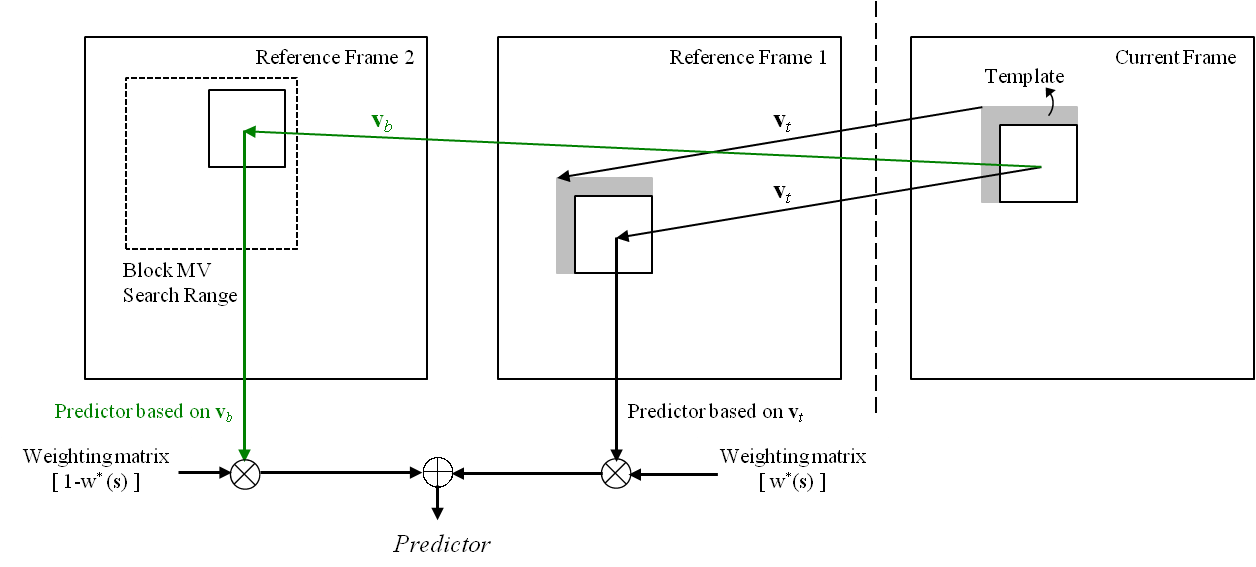 Reference Frame 2
Reference Frame 1
Current Frame
Template
v_b
v_t
v_t
Block MV
Search Range
Predictor based on v_b
Predictor based on v_t
Weighting matrix
[ 1-w*(s) ]
Weighting matrix
[ w*(s) ]
Predictor